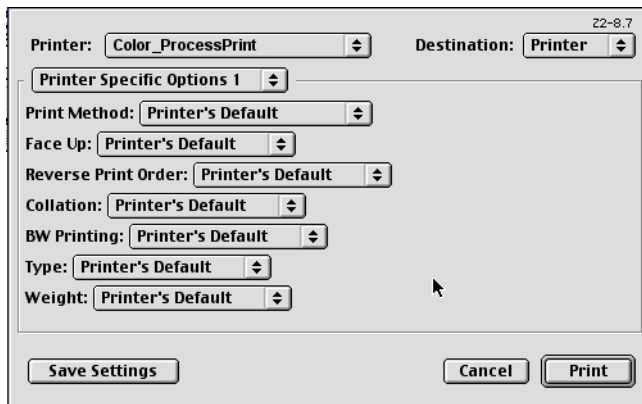 Z2-8.7
Printer: Color_ProcessPrint Destination: Printer
Printer Specific Options 1
Print Method: Printer's Default
Face Up: Printer's Default
Reverse Print Order: Printer's Default
Collation: Printer's Default
BW Printing: Printer's Default
Type: Printer's Default
Weight: Printer's Default
Save Settings Cancel Print